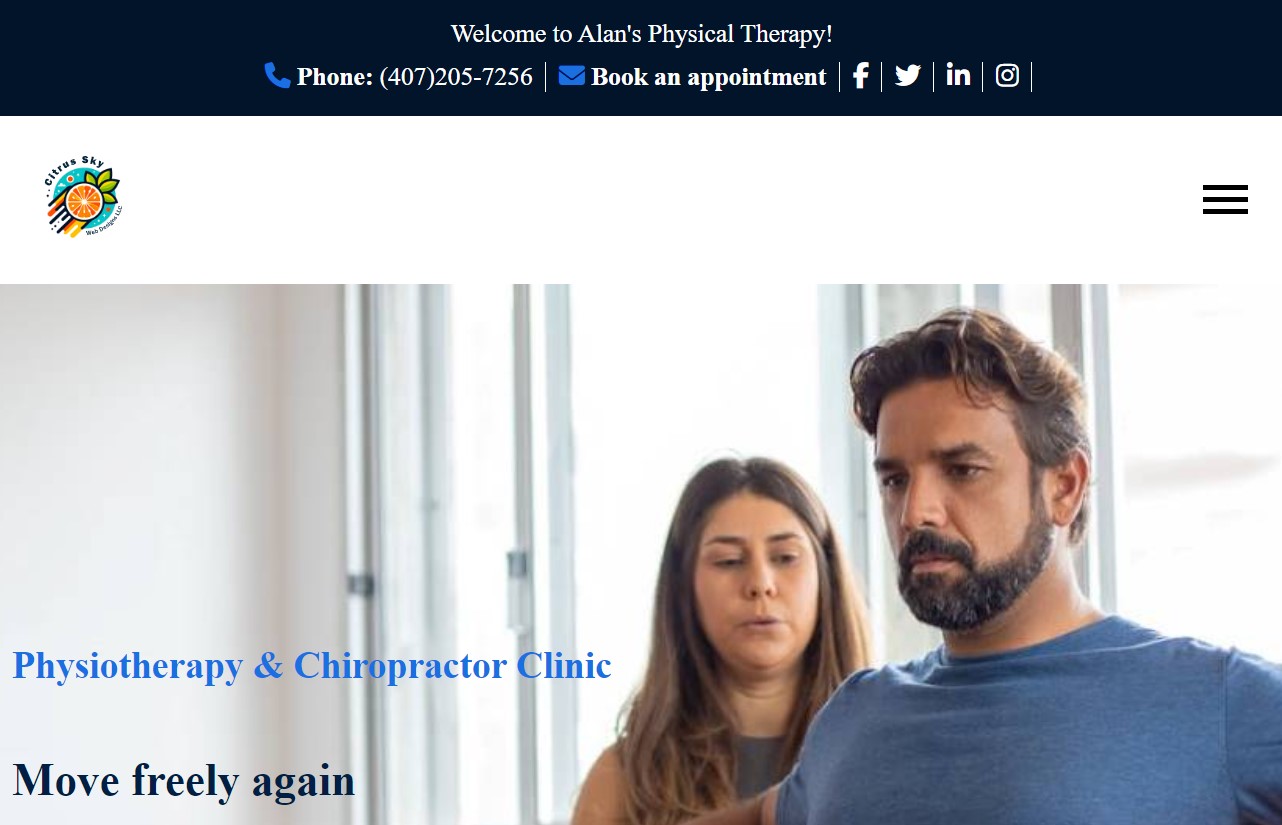 Welcome to Alan's Physical Therapy!
Phone: (407)205-7256 | Book an appointment
Citrus Sky
Web Designs LLC
Physiotherapy & Chiropractor Clinic
Move freely again